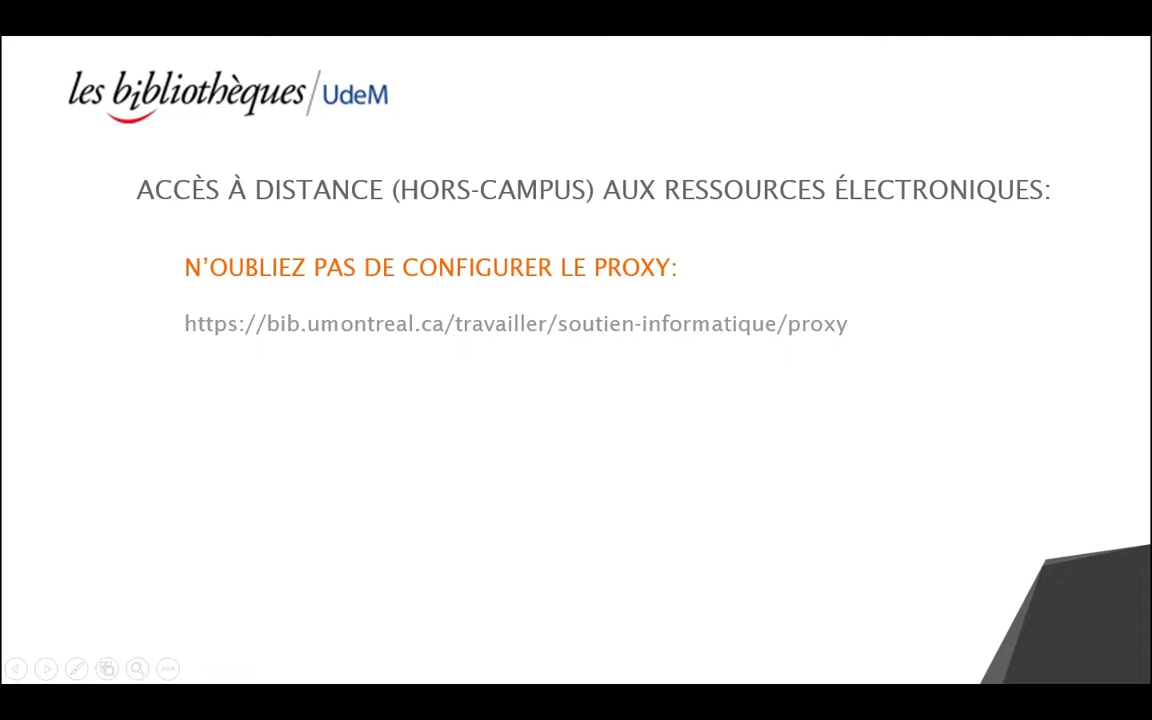 les bibliothèques/UdeM
ACCÈS À DISTANCE (HORS-CAMPUS) AUX RESSOURCES ÉLECTRONIQUES:
N’OUBLIEZ PAS DE CONFIGURER LE PROXY:
https://bib.umontreal.ca/travailler/soutien-informatique/proxy